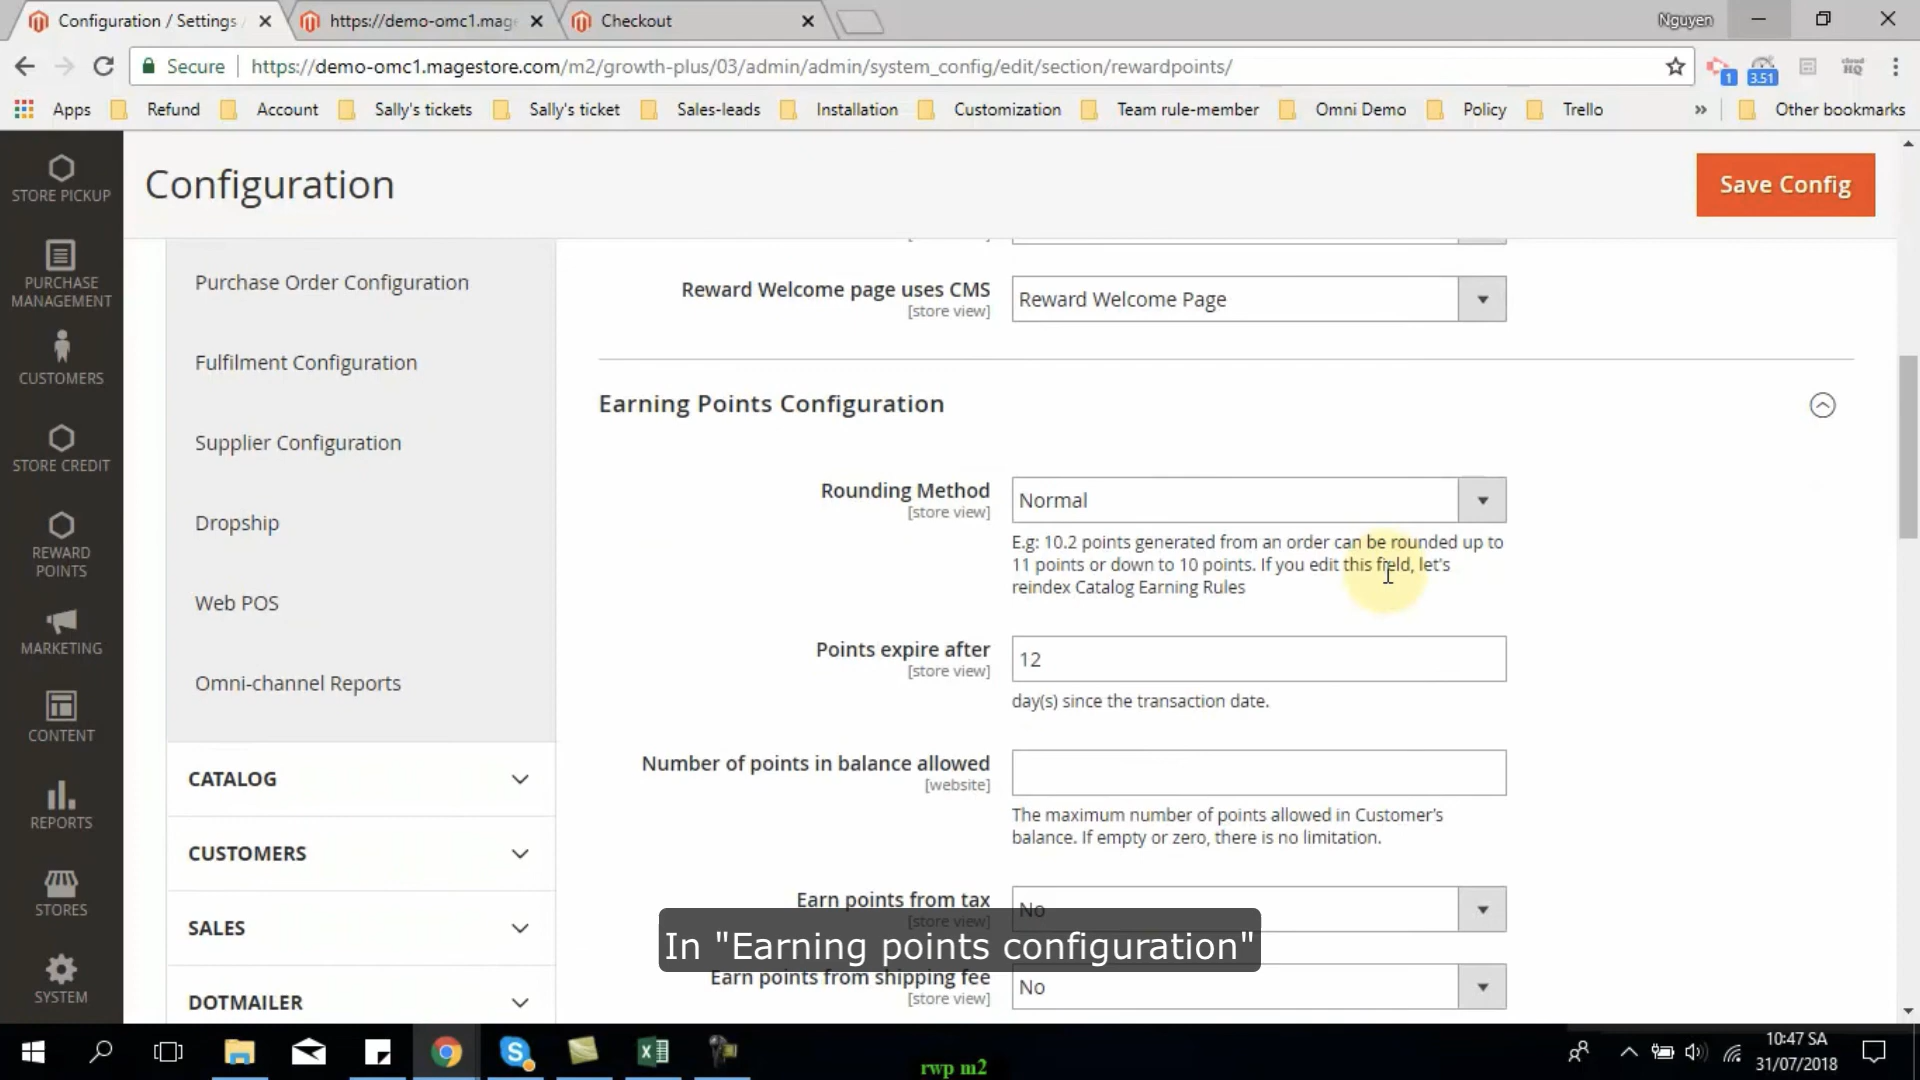 Configuration / Settings
https://demo-omc1.mage
Checkout
Nguyen
Secure
https://demo-omc1.magestore.com/m2/growth-plus/03/admin/admin/system_config/edit/section/rewardpoints/
1
3.51
cloud
HQ
Apps
Refund
Account
Sally's tickets
Sally's ticket
Sales-leads
Installation
Customization
Team rule-member
Omni Demo
Policy
Trello
»
Other bookmarks
STORE PICKUP
PURCHASE
MANAGEMENT
CUSTOMERS
STORE CREDIT
REWARD
POINTS
MARKETING
CONTENT
REPORTS
STORES
SYSTEM
Configuration
Save Config
Purchase Order Configuration
Fulfilment Configuration
Supplier Configuration
Dropship
Web POS
Omni-channel Reports
CATALOG
CUSTOMERS
SALES
DOTMAILER
Reward Welcome page uses CMS
[store view]
Reward Welcome Page
Earning Points Configuration
Rounding Method
[store view]
Normal
E.g: 10.2 points generated from an order can be rounded up to
11 points or down to 10 points. If you edit this field, let's
reindex Catalog Earning Rules
Points expire after
[store view]
12
day(s) since the transaction date.
Number of points in balance allowed
[website]
The maximum number of points allowed in Customer's
balance. If empty or zero, there is no limitation.
Earn points from tax
[store view]
No
In "Earning points configuration"
Earn points from shipping fee
[store view]
No
rwp m2
10:47 SA
31/07/2018